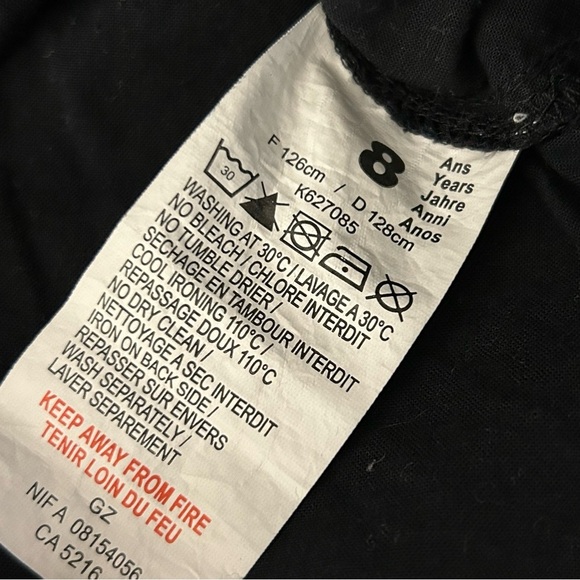 8
Ans
Years
Jahre
Anni
Anos
F 126cm / D 128cm
K627085
30
WASHING AT 30°C / LAVAGE A 30°C
NO BLEACH / CHLORE INTERDIT
NO TUMBLE DRIER /
SECHAGE EN TAMBOUR INTERDIT
COOL IRONING 110°C /
REPASSAGE DOUX 110°C
NO DRY CLEAN /
NETTOYAGE A SEC INTERDIT
IRON ON BACK SIDE /
REPASSER SUR ENVERS
WASH SEPARATELY /
LAVER SEPAREMENT
KEEP AWAY FROM FIRE
TENIR LOIN DU FEU
GZ
NIF A 08154056
CA 5216